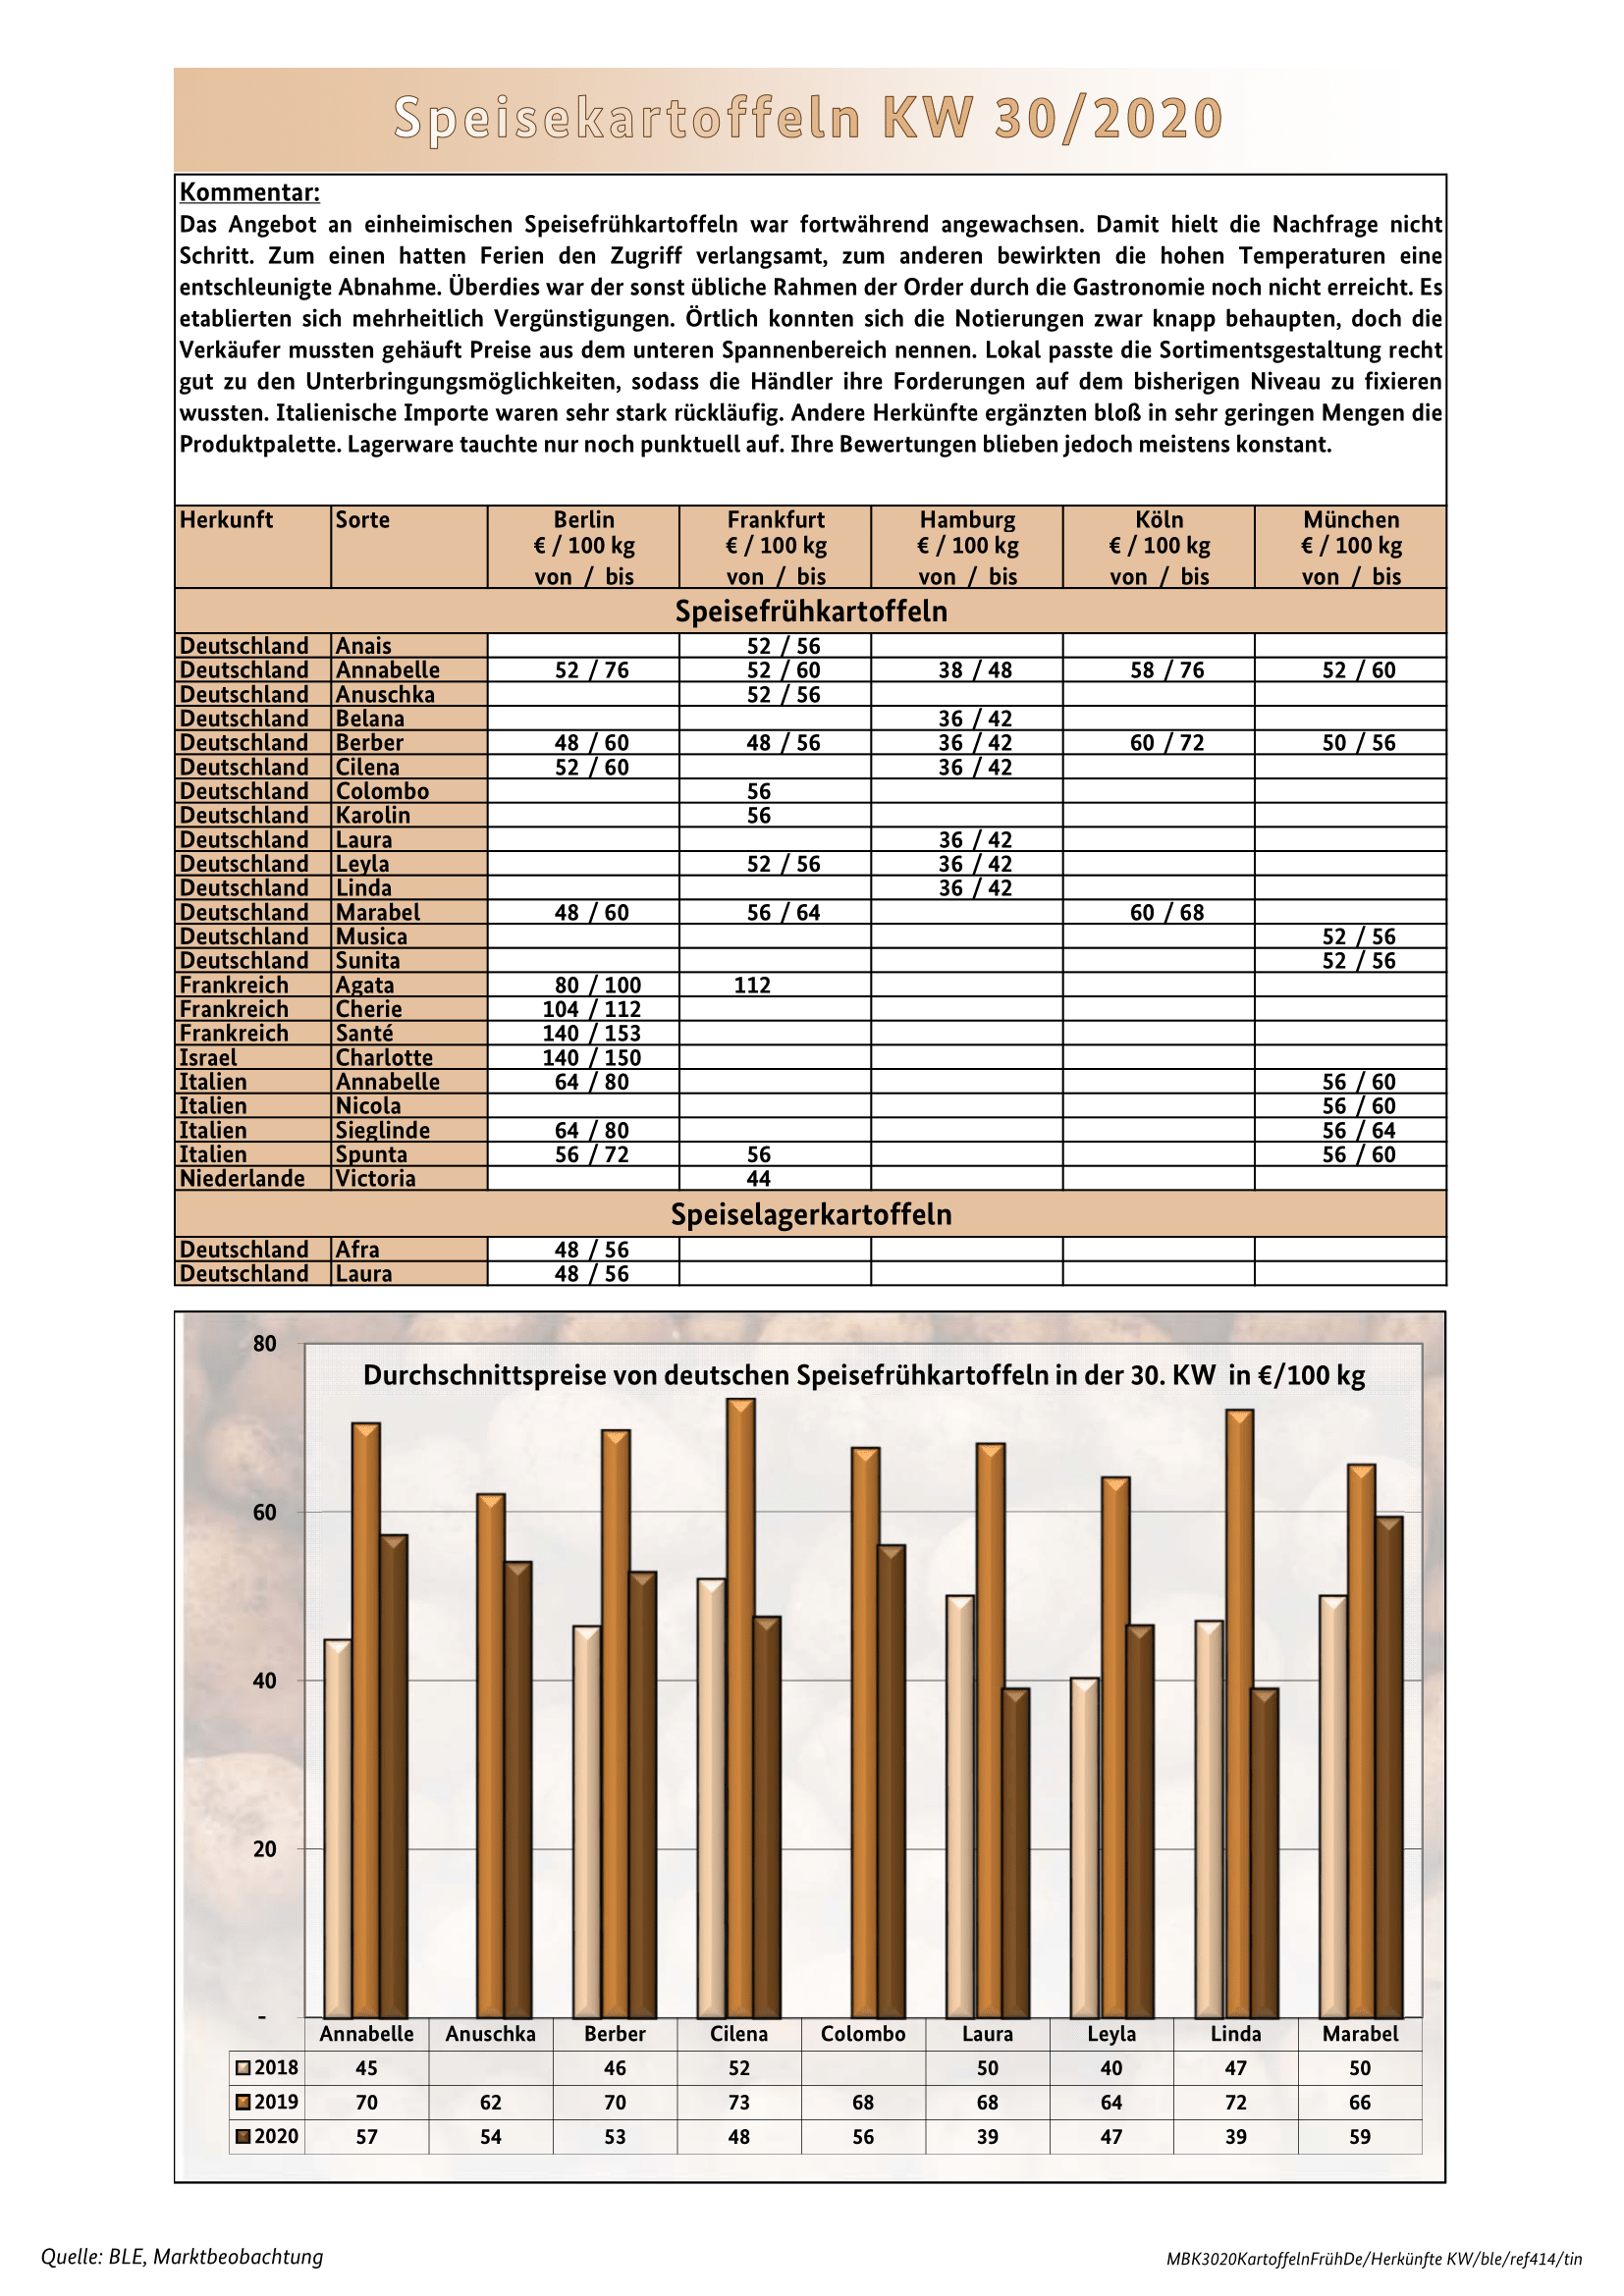 Speisekartoffeln KW 30/2020
Kommentar:
Das Angebot an einheimischen Speisefrühkartoffeln war fortwährend angewachsen. Damit hielt die Nachfrage nicht
Schritt. Zum einen hatten Ferien den Zugriff verlangsamt, zum anderen bewirkten die hohen Temperaturen eine
entschleunigte Abnahme. Überdies war der sonst übliche Rahmen der Order durch die Gastronomie noch nicht erreicht. Es
etablierten sich mehrheitlich Vergünstigungen. Örtlich konnten sich die Notierungen zwar knapp behaupten, doch die
Verkäufer mussten gehäuft Preise aus dem unteren Spannenbereich nennen. Lokal passte die Sortimentsgestaltung recht
gut zu den Unterbringungsmöglichkeiten, sodass die Händler ihre Forderungen auf dem bisherigen Niveau zu fixieren
wussten. Italienische Importe waren sehr stark rückläufig. Andere Herkünfte ergänzten bloß in sehr geringen Mengen die
Produktpalette. Lagerware tauchte nur noch punktuell auf. Ihre Bewertungen blieben jedoch meistens konstant.
Herkunft Sorte Berlin Frankfurt Hamburg Köln München
€ / 100 kg € / 100 kg € / 100 kg € / 100 kg € / 100 kg
von / bis von / bis von / bis von / bis von / bis
Speisefrühkartoffeln
Deutschland Anais 52 / 56
Deutschland Annabelle 52 / 76 52 / 60 38 / 48 58 / 76 52 / 60
Deutschland Anuschka 52 / 56
Deutschland Belana 36 / 42
Deutschland Berber 48 / 60 48 / 56 36 / 42 60 / 72 50 / 56
Deutschland Cilena 52 / 60 36 / 42
Deutschland Colombo 56
Deutschland Karolin 56
Deutschland Laura 36 / 42
Deutschland Leyla 52 / 56 36 / 42
Deutschland Linda 36 / 42
Deutschland Marabel 48 / 60 56 / 64 60 / 68
Deutschland Musica 52 / 56
Deutschland Sunita 52 / 56
Frankreich Agata 80 / 100 112
Frankreich Cherie 104 / 112
Frankreich Santé 140 / 153
Israel Charlotte 140 / 150
Italien Annabelle 64 / 80 56 / 60
Italien Nicola 56 / 60
Italien Sieglinde 64 / 80 56 / 64
Italien Spunta 56 / 72 56 56 / 60
Niederlande Victoria 44
Speiselagerkartoffeln
Deutschland Afra 48 / 56
Deutschland Laura 48 / 56
Durchschnittspreise von deutschen Speisefrühkartoffeln in der 30. KW in €/100 kg
80
60
40
20
-
Annabelle Anuschka Berber Cilena Colombo Laura Leyla Linda Marabel
2018 45 46 52 50 40 47 50
2019 70 62 70 73 68 68 64 72 66
2020 57 54 53 48 56 39 47 39 59
Quelle: BLE, Marktbeobachtung
MBK3020KartoffelnFrühDe/Herkünfte KW/ble/ref414/tin